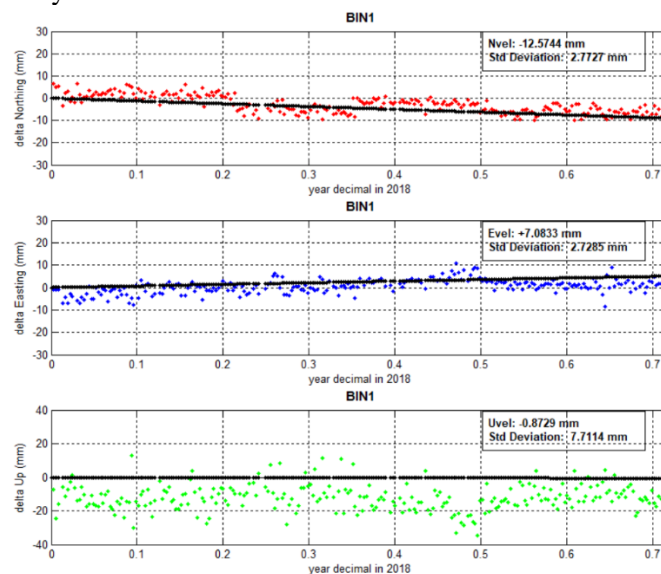 BIN1
30
20
10
0
-10
-20
-30
delta Northing (mm)
Nvel: -12.5744 mm
Std Deviation: 2.7727 mm
0 0.1 0.2 0.3 0.4 0.5 0.6 0.7
year decimal in 2018
BIN1
30
20
10
0
-10
-20
-30
delta Easting (mm)
Evel: +7.0833 mm
Std Deviation: 2.7285 mm
0 0.1 0.2 0.3 0.4 0.5 0.6 0.7
year decimal in 2018
BIN1
40
20
0
-20
-40
delta Up (mm)
Uvel: -0.8729 mm
Std Deviation: 7.7114 mm
0 0.1 0.2 0.3 0.4 0.5 0.6 0.7
year decimal in 2018